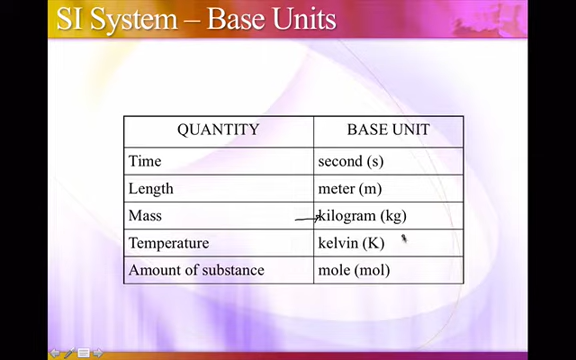 SI System – Base Units
QUANTITY BASE UNIT
Time second (s)
Length meter (m)
Mass kilogram (kg)
Temperature kelvin (K)
Amount of substance mole (mol)